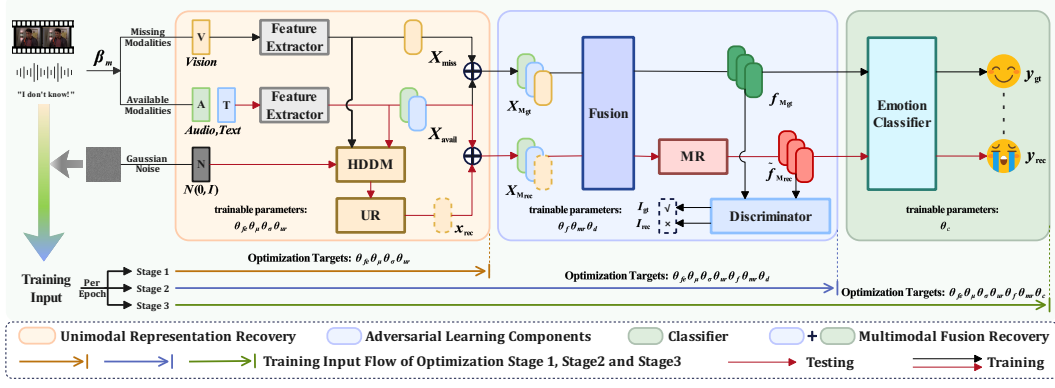 Missing
Modalities
β_m
"I don't know!"
Available
Modalities
V
Vision
Feature
Extractor
X_miss
A
T
Audio,Text
Feature
Extractor
X_avail
Gaussian
Noise
N
N(0, I)
HDDM
UR
x_rec
trainable parameters:
θ_fe θ_μ θ_σ θ_ur
X_Mgt
X_Mrec
Fusion
MR
f_Mgt
f̃_Mrec
I_gt
I_rec
√
×
Discriminator
trainable parameters:
θ_f θ_mr θ_d
Emotion
Classifier
y_gt
y_rec
trainable parameters:
θ_c
Training
Input
Per
Epoch
Stage 1
Stage 2
Stage 3
Optimization Targets: θ_fe θ_μ θ_σ θ_ur
Optimization Targets: θ_fe θ_μ θ_σ θ_ur θ_f θ_mr θ_d
Optimization Targets: θ_fe θ_μ θ_σ θ_ur θ_f θ_mr θ_c
Unimodal Representation Recovery
Adversarial Learning Components
Classifier
+
Multimodal Fusion Recovery
Training Input Flow of Optimization Stage 1, Stage2 and Stage3
Testing
Training